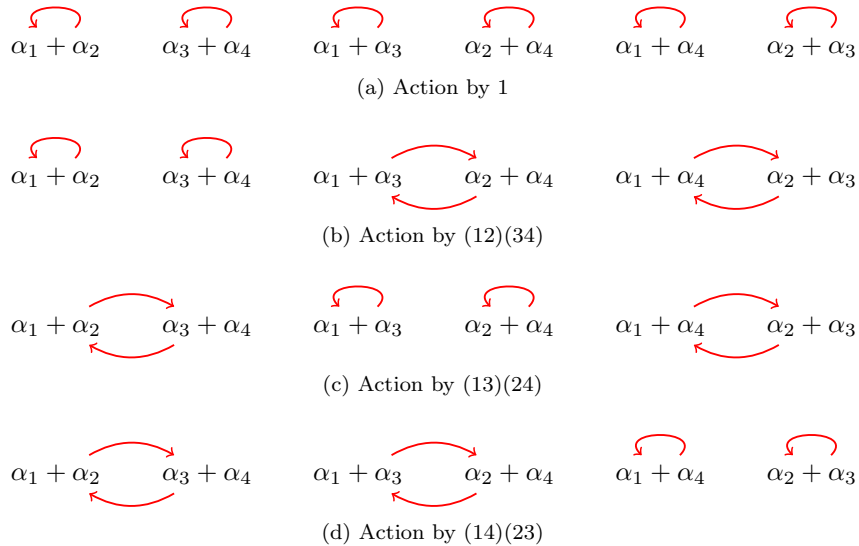 α₁ + α₂ α₃ + α₄ α₁ + α₃ α₂ + α₄ α₁ + α₄ α₂ + α₃
(a) Action by 1
α₁ + α₂ α₃ + α₄ α₁ + α₃ α₂ + α₄ α₁ + α₄ α₂ + α₃
(b) Action by (12)(34)
α₁ + α₂ α₃ + α₄ α₁ + α₃ α₂ + α₄ α₁ + α₄ α₂ + α₃
(c) Action by (13)(24)
α₁ + α₂ α₃ + α₄ α₁ + α₃ α₂ + α₄ α₁ + α₄ α₂ + α₃
(d) Action by (14)(23)